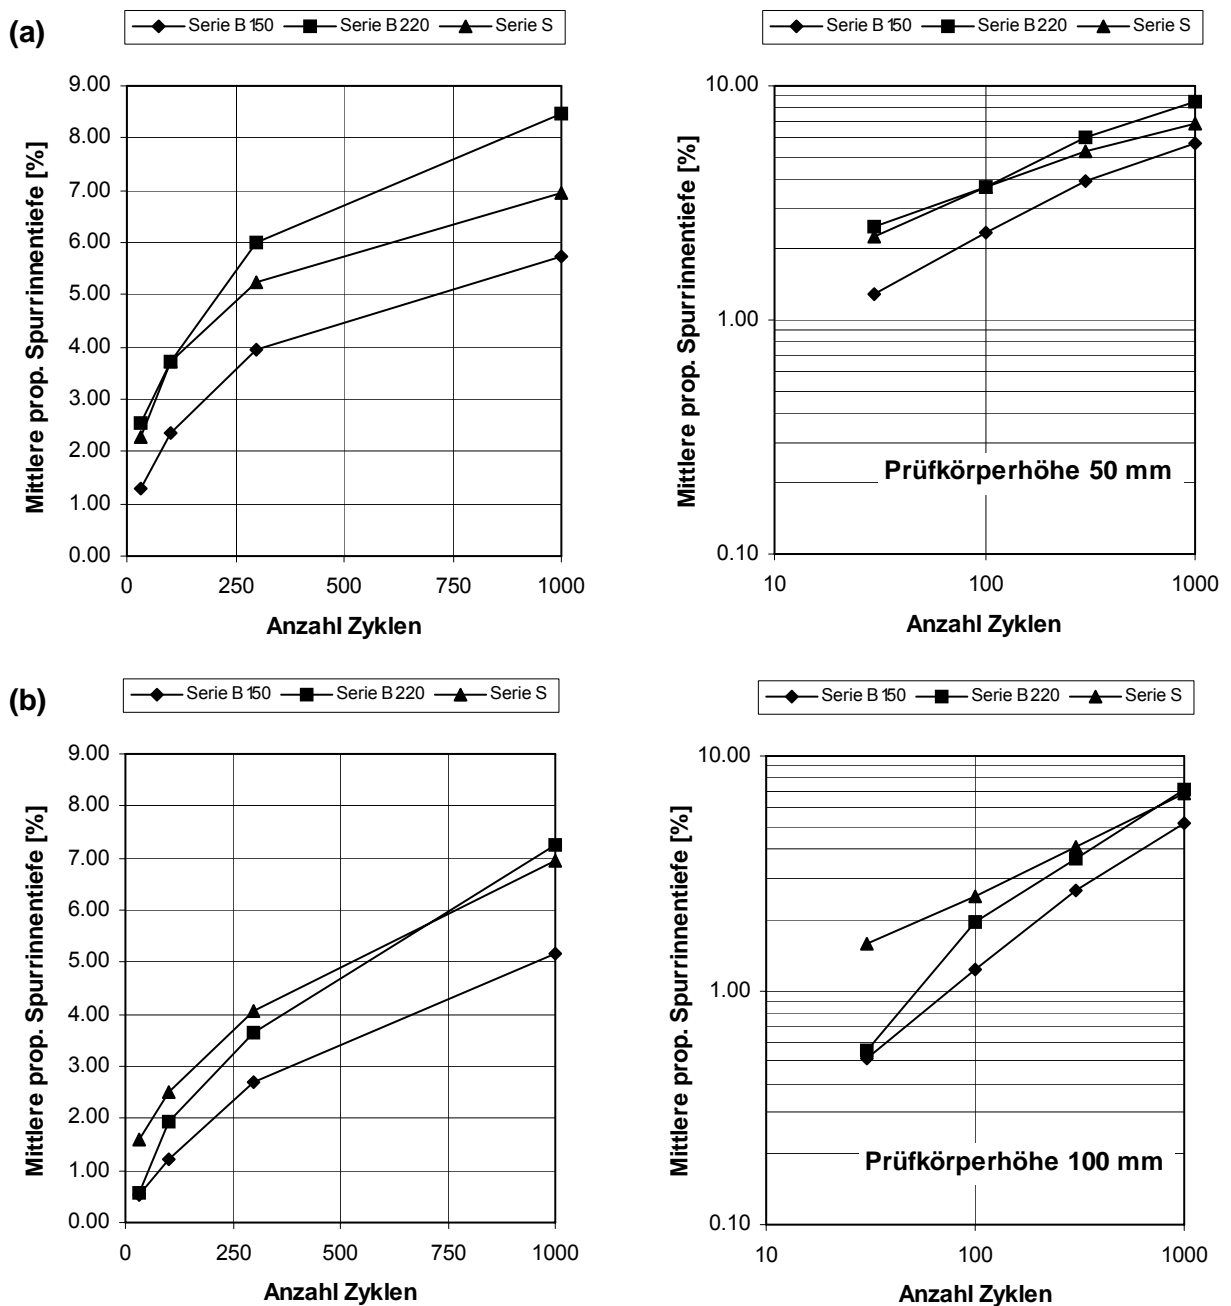 (a)
Serie B 150 Serie B 220 Serie S
Mittlere prop. Spurrinnentiefe [%]
9.00
8.00
7.00
6.00
5.00
4.00
3.00
2.00
1.00
0.00
0 250 500 750 1000
Anzahl Zyklen
Serie B 150 Serie B 220 Serie S
Mittlere prop. Spurrinnentiefe [%]
10.00
1.00
0.10
Prüfkörperhöhe 50 mm
10 100 1000
Anzahl Zyklen
(b)
Serie B 150 Serie B 220 Serie S
Mittlere prop. Spurrinnentiefe [%]
9.00
8.00
7.00
6.00
5.00
4.00
3.00
2.00
1.00
0.00
0 250 500 750 1000
Anzahl Zyklen
Serie B 150 Serie B 220 Serie S
Mittlere prop. Spurrinnentiefe [%]
10.00
1.00
0.10
Prüfkörperhöhe 100 mm
10 100 1000
Anzahl Zyklen